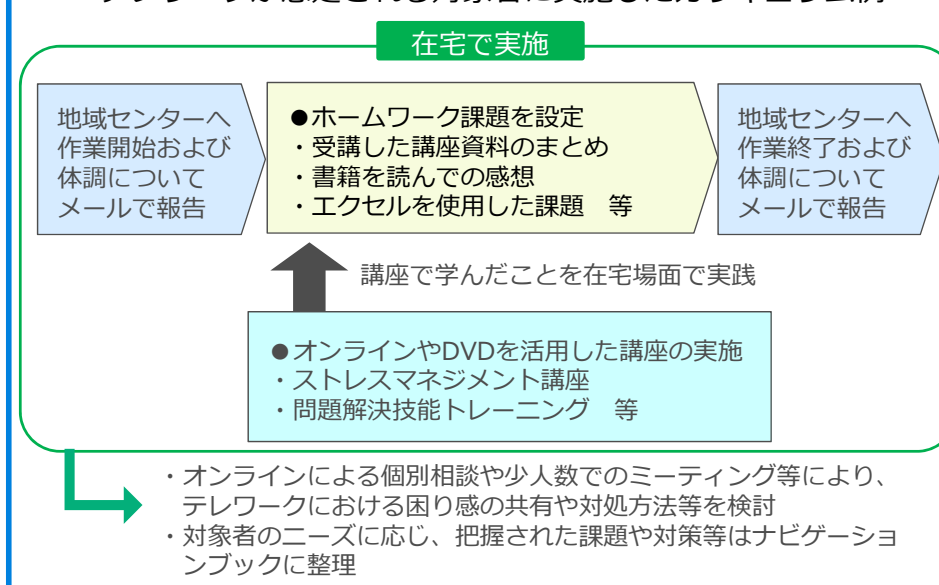 在宅で実施
地域センターへ
作業開始および
体調について
メールで報告
●ホームワーク課題を設定
・受講した講座資料のまとめ
・書籍を読んでの感想
・エクセルを使用した課題　等
地域センターへ
作業終了および
体調について
メールで報告
講座で学んだことを在宅場面で実践
●オンラインやDVDを活用した講座の実施
・ストレスマネジメント講座
・問題解決技能トレーニング　等
・オンラインによる個別相談や少人数でのミーティング等により、
テレワークにおける困り感の共有や対処方法等を検討
・対象者のニーズに応じ、把握された課題や対策等はナビゲーショ
ンブックに整理